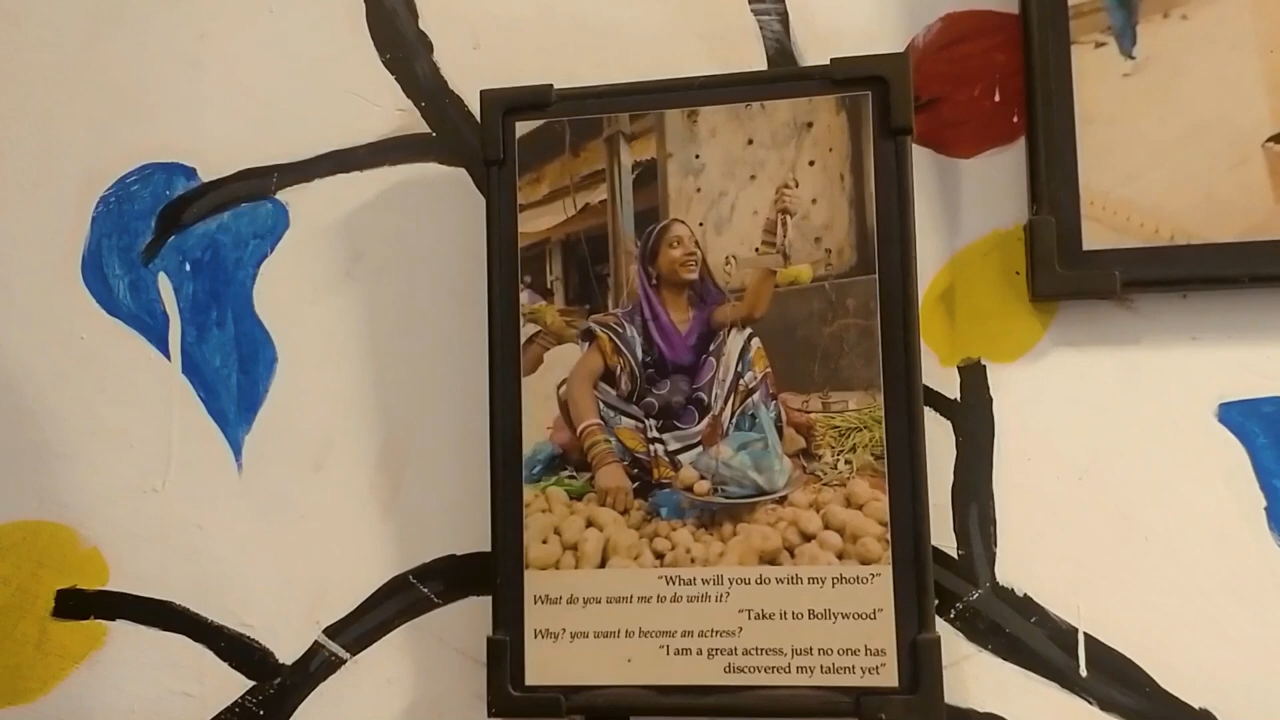 “What will you do with my photo?”
What do you want me to do with it?
“Take it to Bollywood”
Why? you want to become an actress?
“I am a great actress, just no one has
discovered my talent yet”